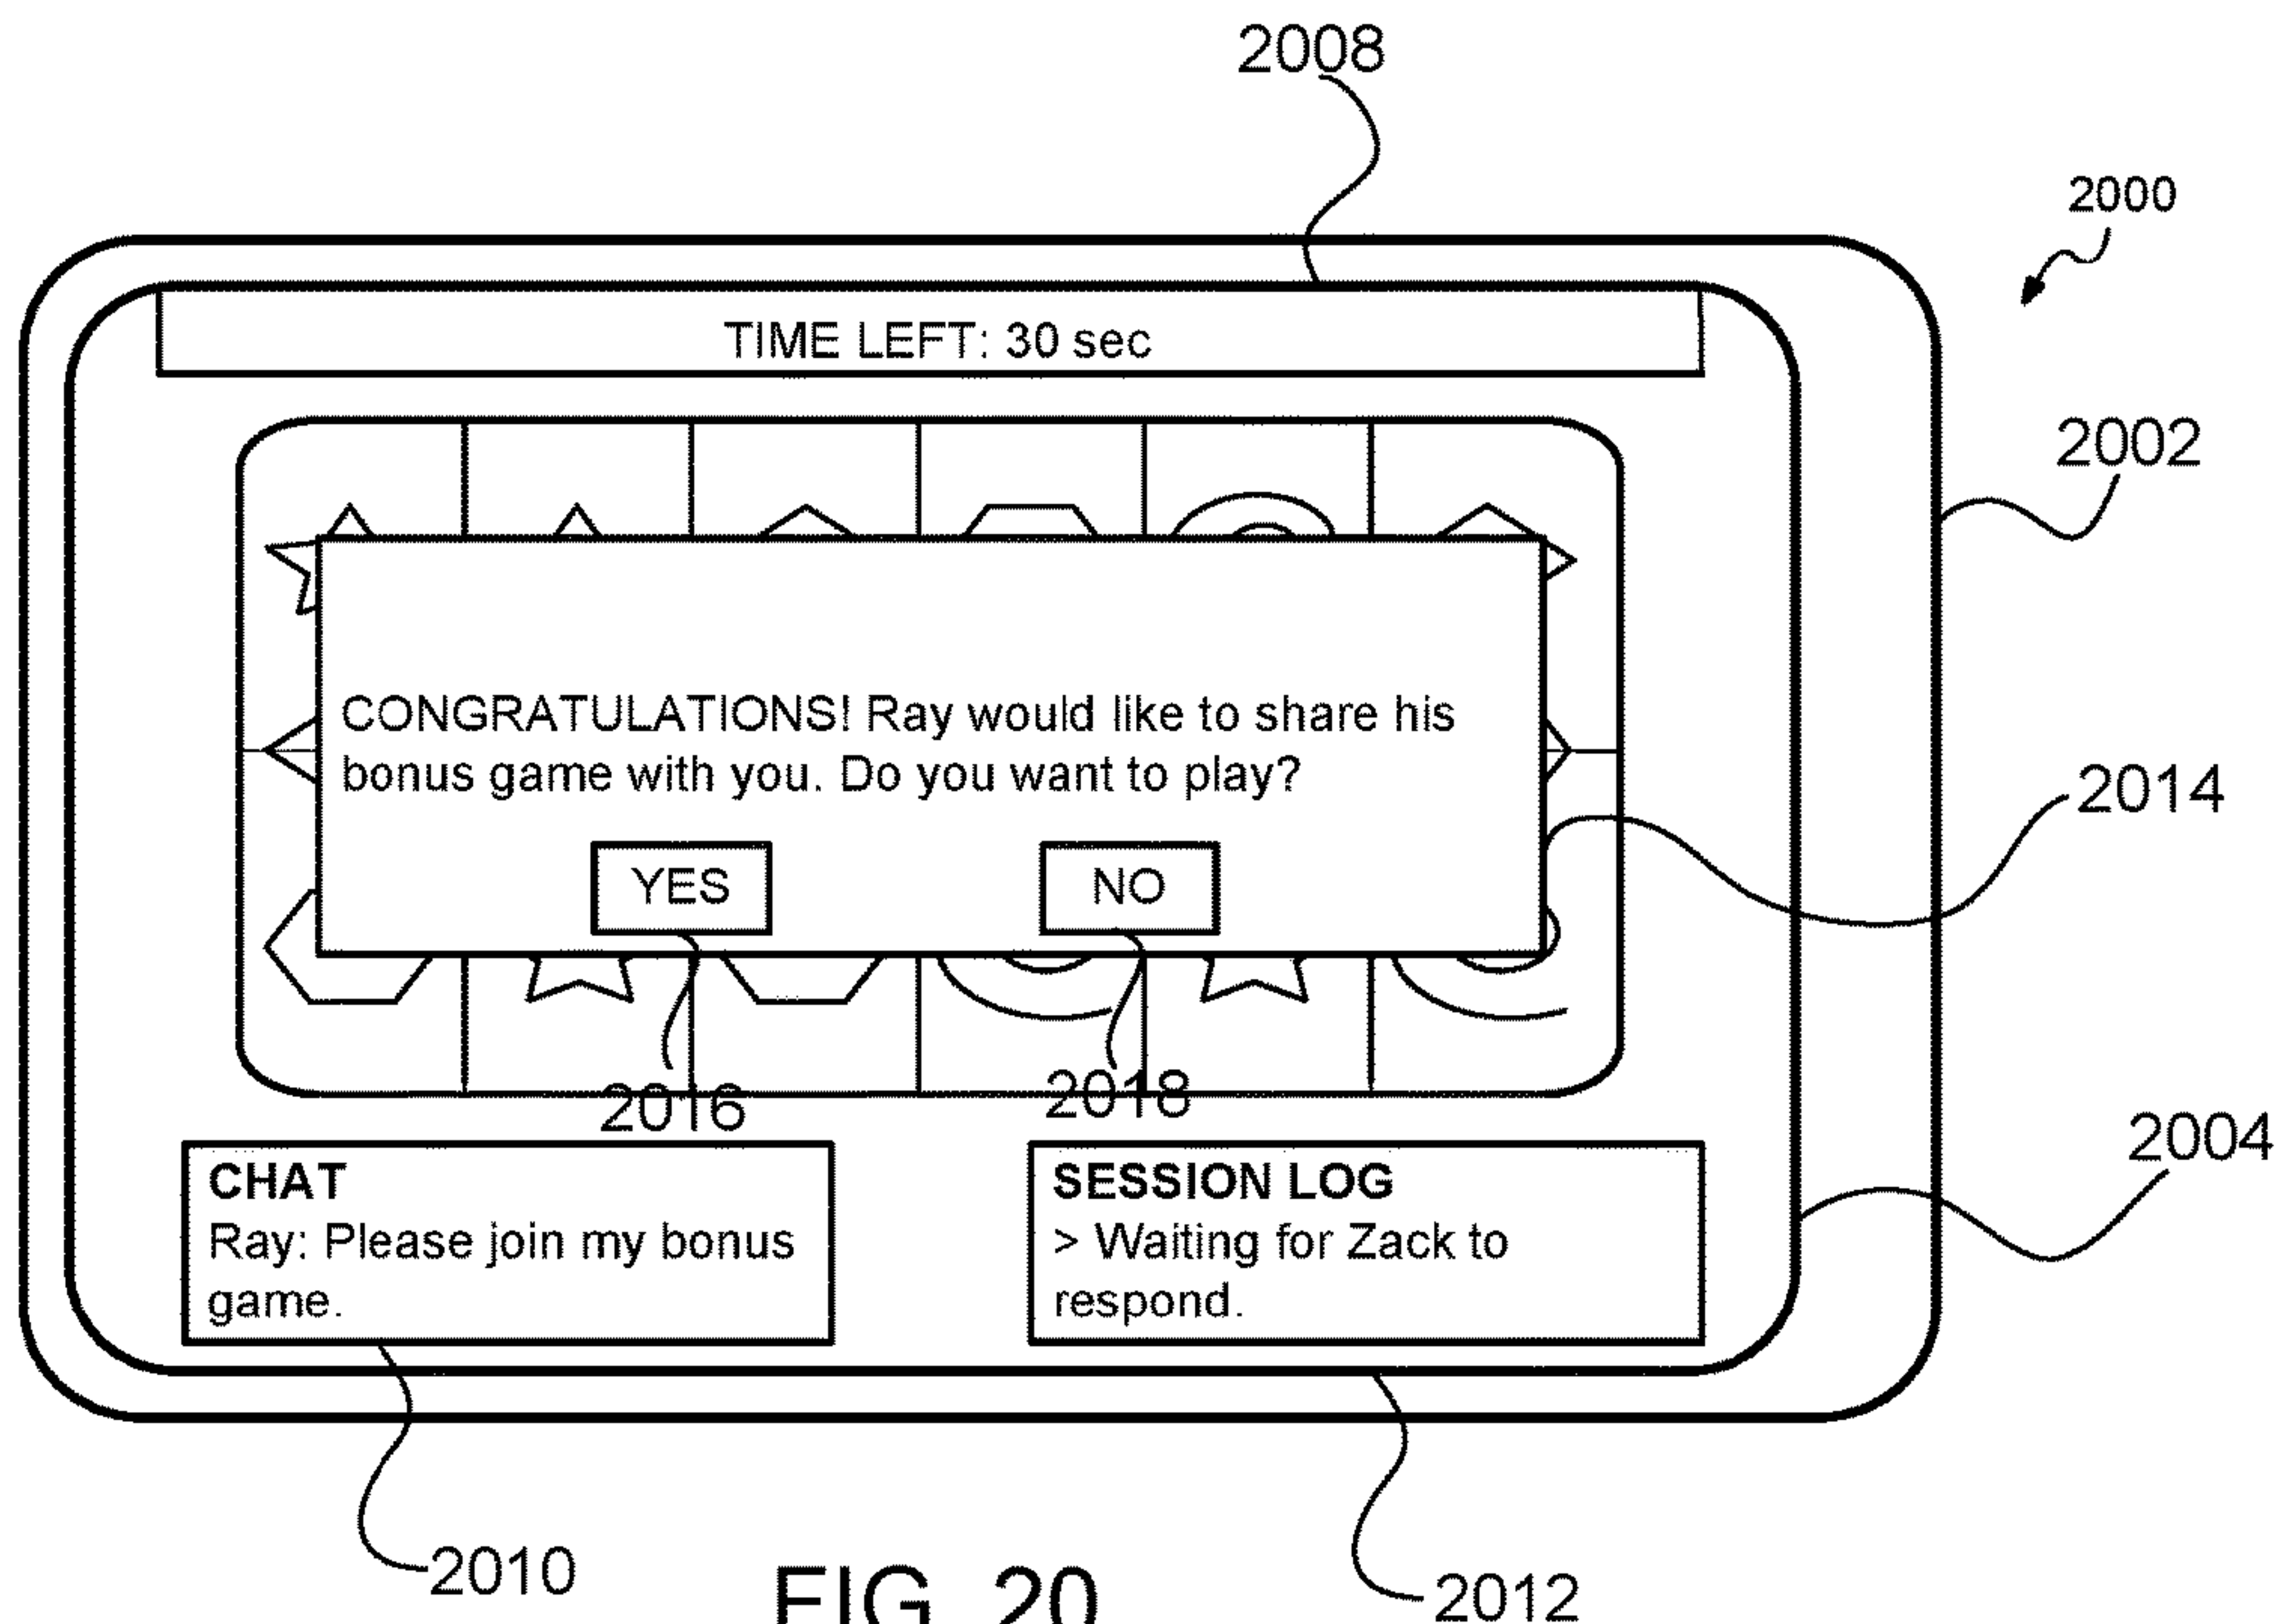 2008
2000
TIME LEFT: 30 sec
2002
CONGRATULATIONS! Ray would like to share his
bonus game with you. Do you want to play?
2014
YES
NO
2016
2018
2004
CHAT
Ray: Please join my bonus
game.
SESSION LOG
> Waiting for Zack to
respond.
2010
2012
FIG. 20